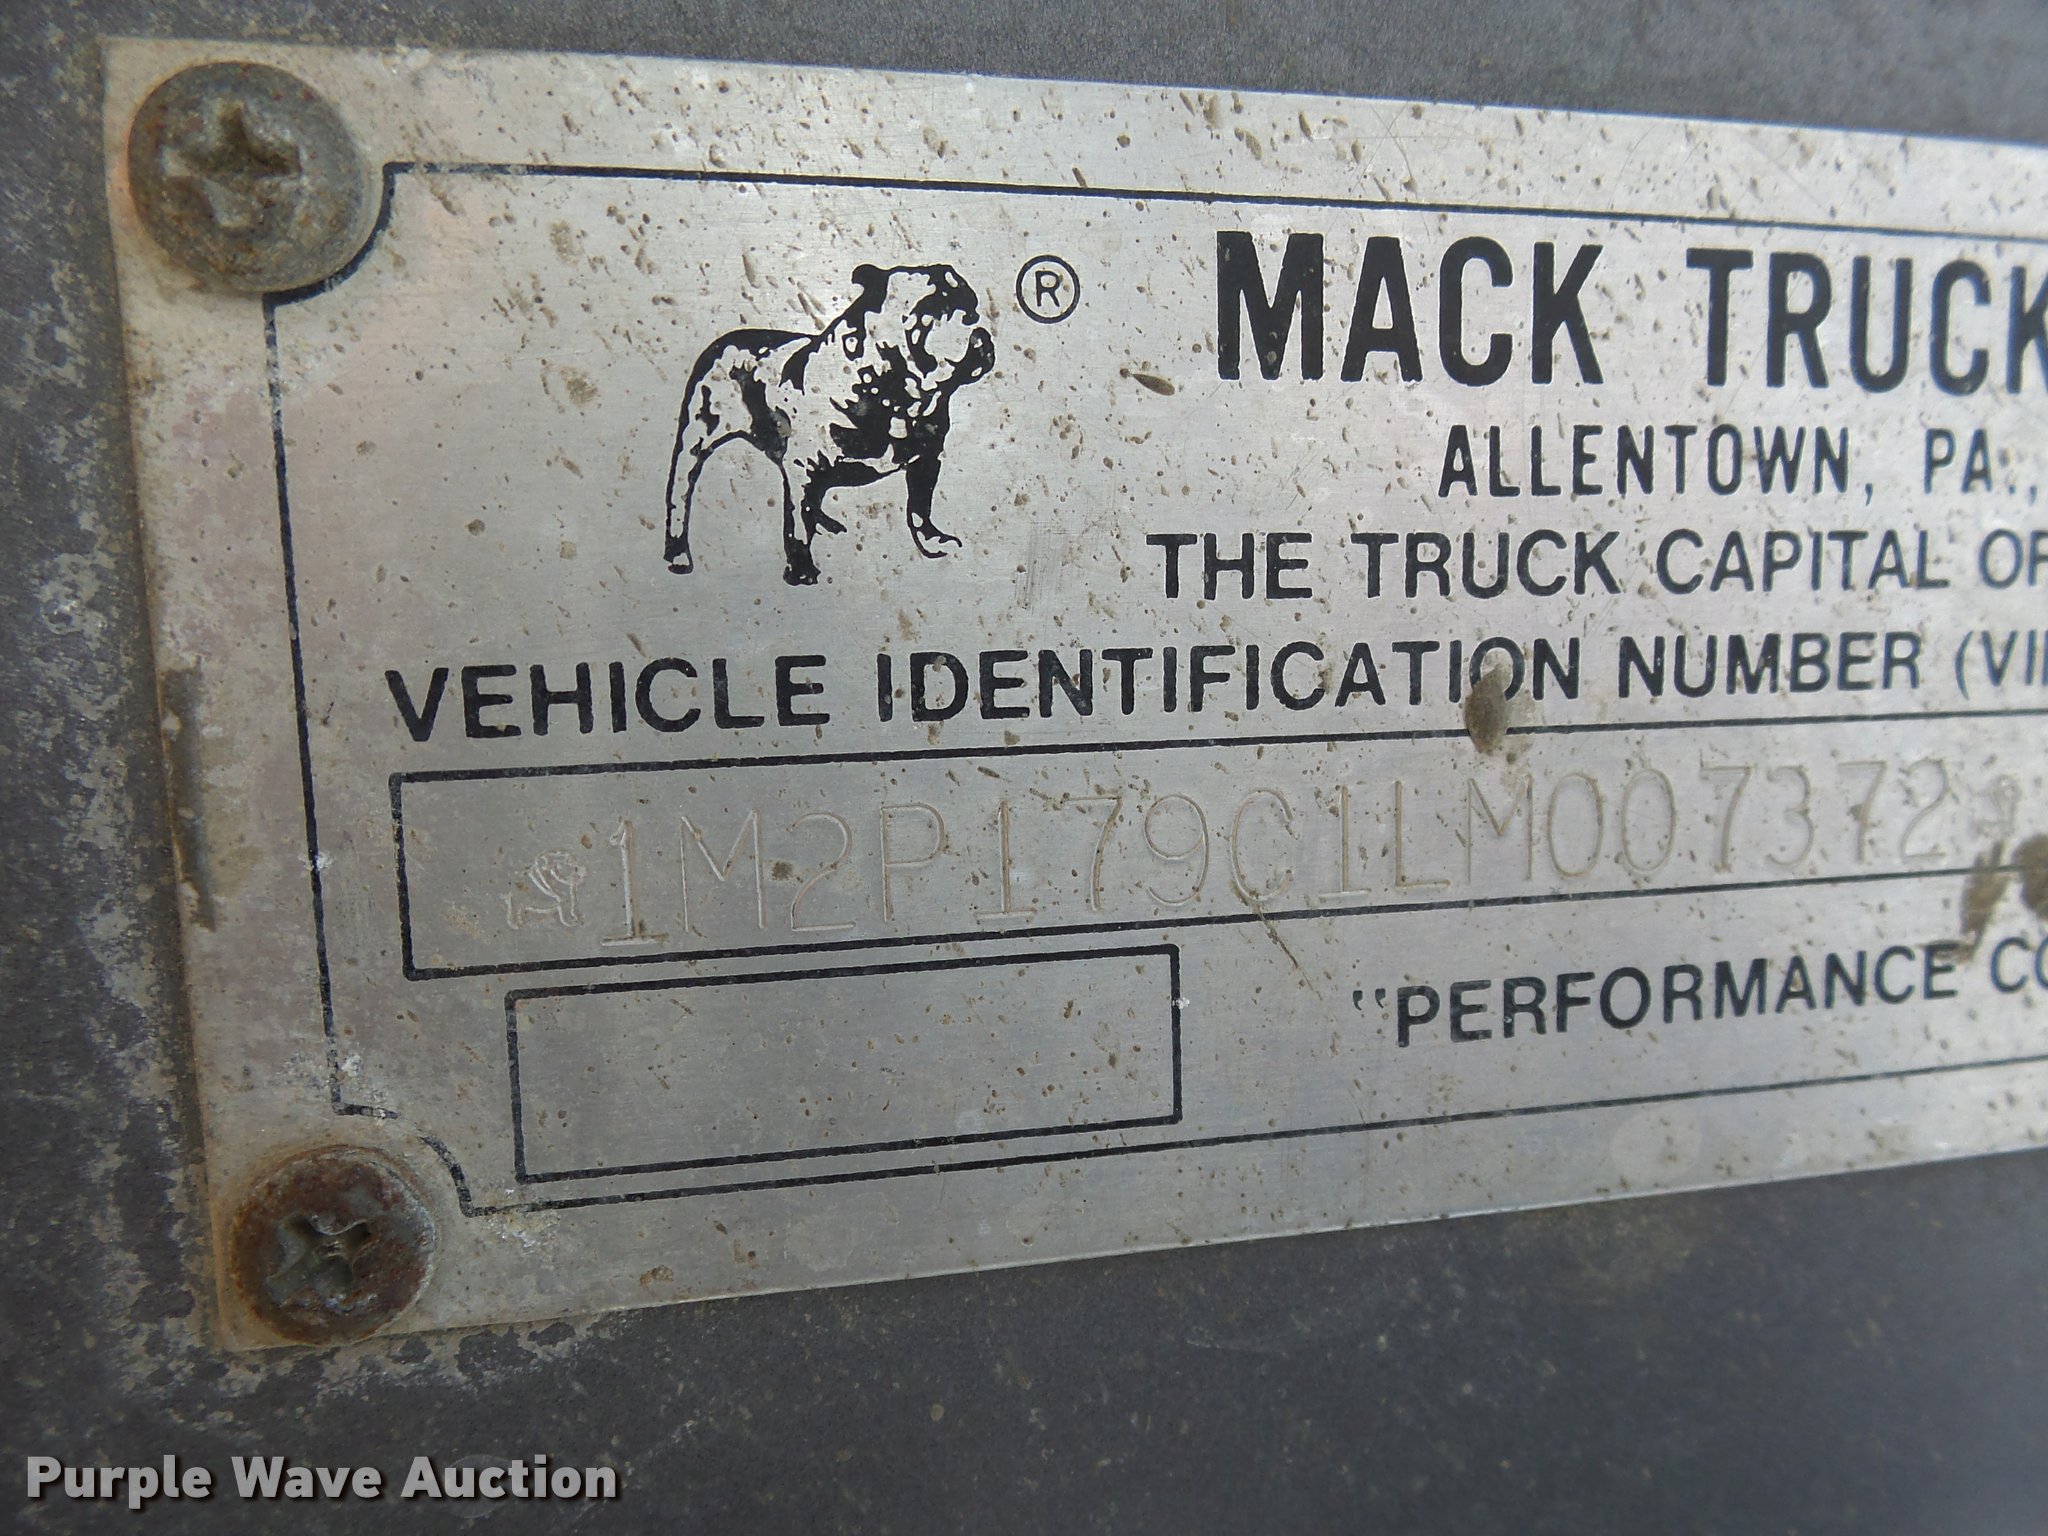 ®
MACK TRUCK
ALLENTOWN, PA.,
THE TRUCK CAPITAL OF
VEHICLE IDENTIFICATION NUMBER (VI
1M2P179C1LM007372
"PERFORMANCE CO
Purple Wave Auction